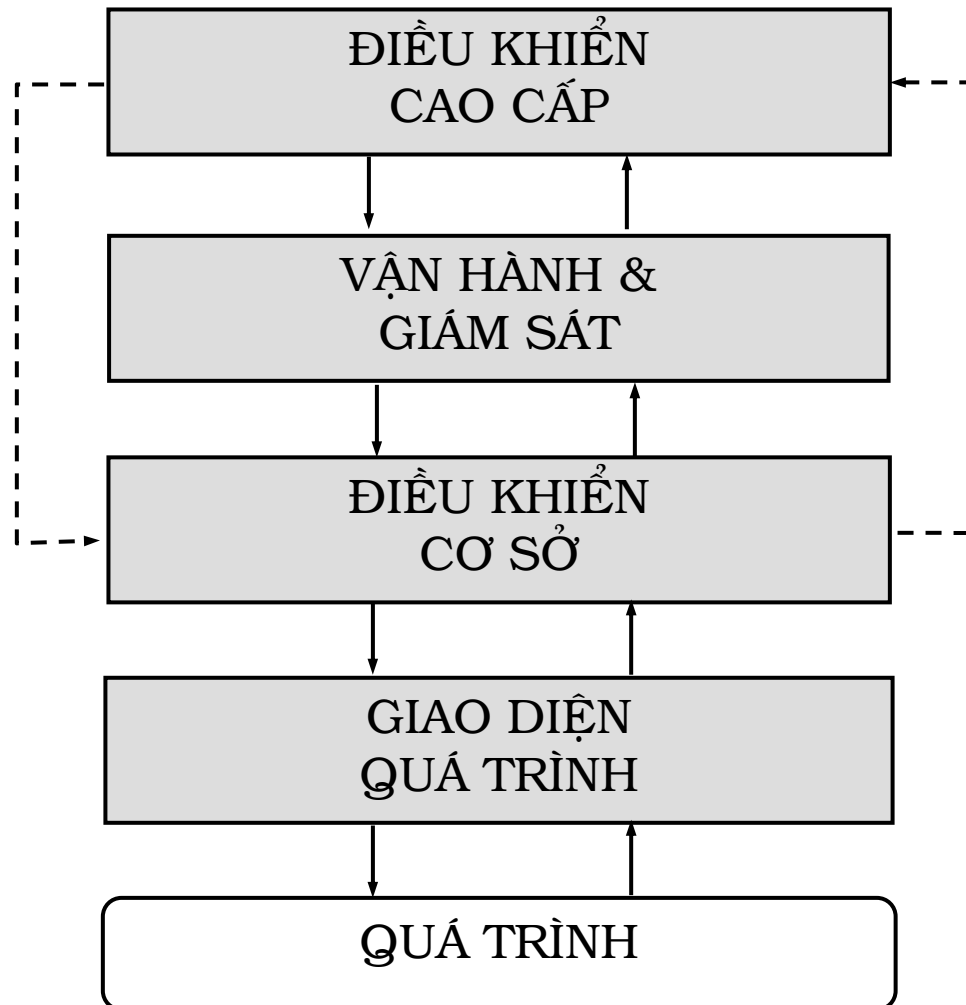 ĐIỀU KHIỂN
CAO CẤP
VẬN HÀNH &
GIÁM SÁT
ĐIỀU KHIỂN
CƠ SỞ
GIAO DIỆN
QUÁ TRÌNH
QUÁ TRÌNH